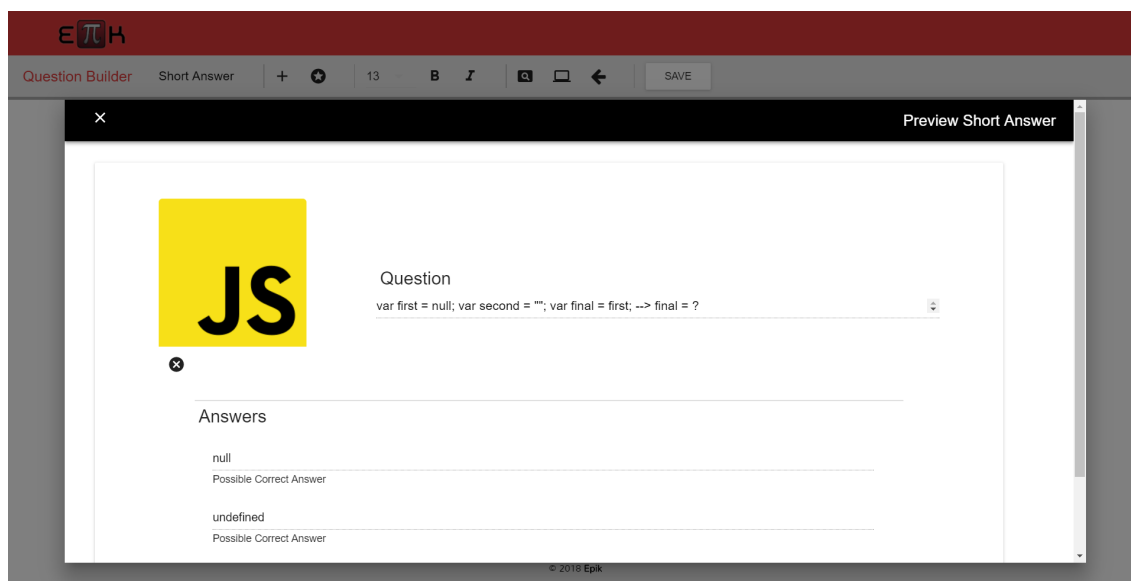 επK
Question Builder Short Answer + 13 B I SAVE
× Preview Short Answer
JS
Question
var first = null; var second = ""; var final = first; --> final = ?
Answers
null
Possible Correct Answer
undefined
Possible Correct Answer
© 2018 Epik